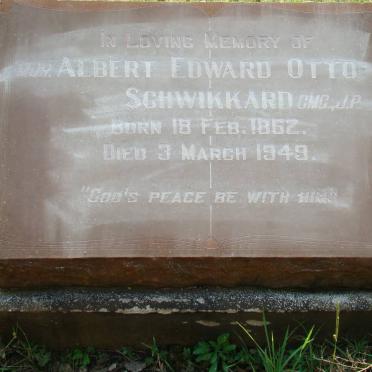 In Loving Memory of
Maj. Albert Edward Otto
Schwikkard CMG., J.P.
Born 18 Feb. 1862.
Died 3 March 1949.
"God's peace be with him"